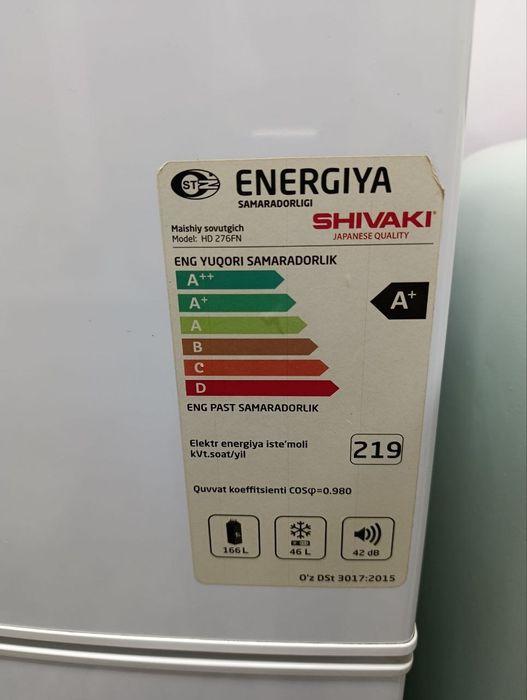 ST
ENERGIYA
SAMARADORLIGI
SHIVAKI
JAPANESE QUALITY
Maishiy sovutgich
Model: HD 276FN
ENG YUQORI SAMARADORLIK
A++
A+
A+
A
B
C
D
ENG PAST SAMARADORLIK
Elektr energiya iste'moli
kVt.soat/yil
219
Quvvat koeffitsienti COSφ=0.980
166 L
46 L
42 dB
O'z DSt 3017:2015